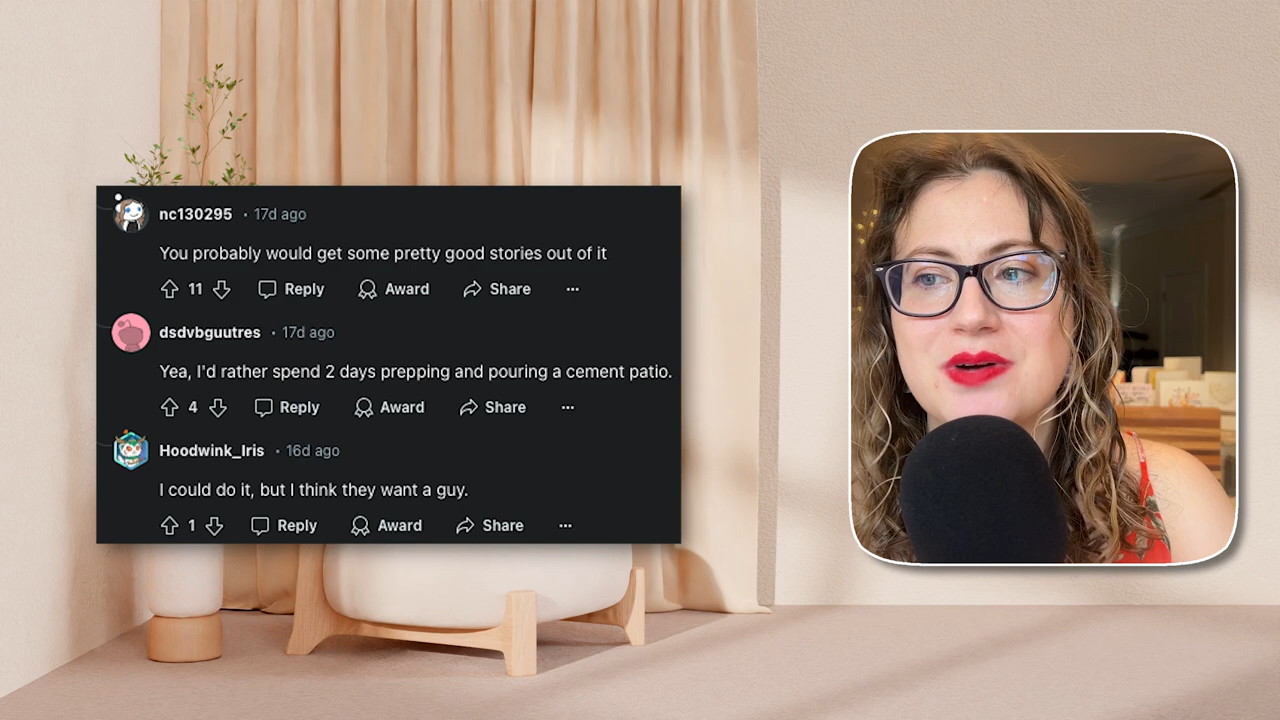 nc130295 • 17d ago
You probably would get some pretty good stories out of it
11 Reply Award Share ...
dsdvbguutres • 17d ago
Yea, I'd rather spend 2 days prepping and pouring a cement patio.
4 Reply Award Share ...
Hoodwink_Iris • 16d ago
I could do it, but I think they want a guy.
1 Reply Award Share ...